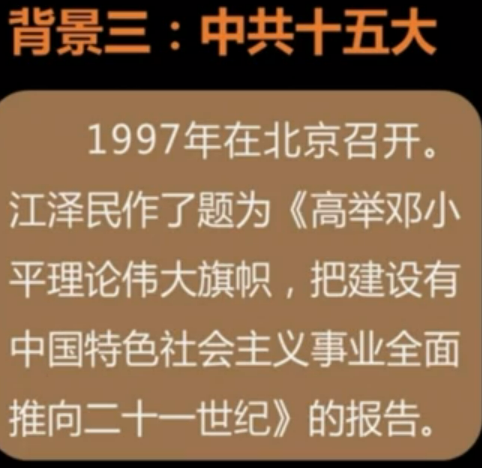 背景三：中共十五大
1997年在北京召开。
江泽民作了题为《高举邓小
平理论伟大旗帜，把建设有
中国特色社会主义事业全面
推向二十一世纪》的报告。